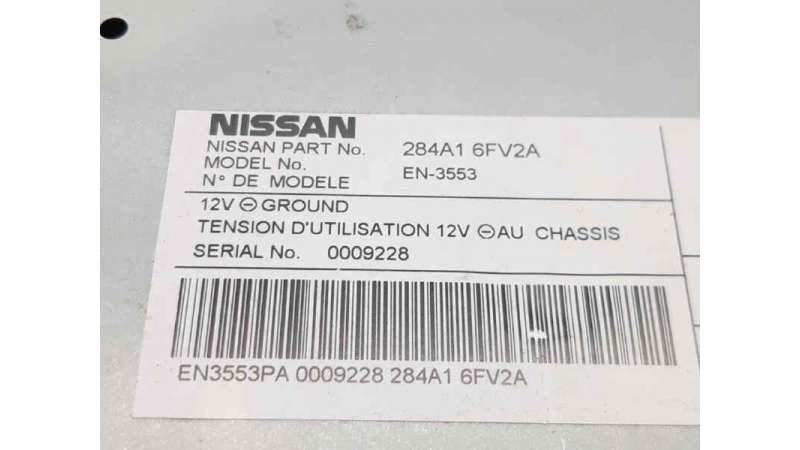 NISSAN
NISSAN PART No. 284A1 6FV2A
MODEL No.
N° DE MODELE EN-3553
12V ⊖ GROUND
TENSION D'UTILISATION 12V ⊖ AU CHASSIS
SERIAL No. 0009228
EN3553PA 0009228 284A1 6FV2A